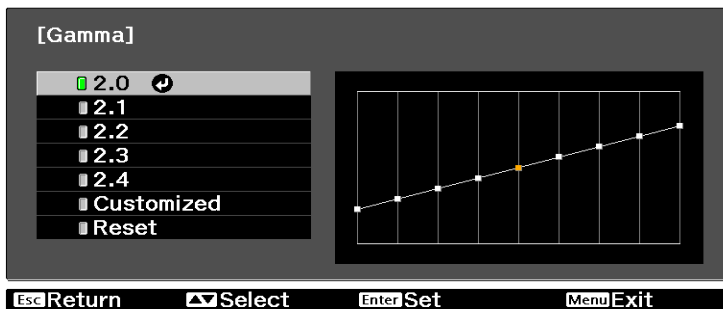 [Gamma]
2.0
2.1
2.2
2.3
2.4
Customized
Reset
Esc Return Select Enter Set Menu Exit